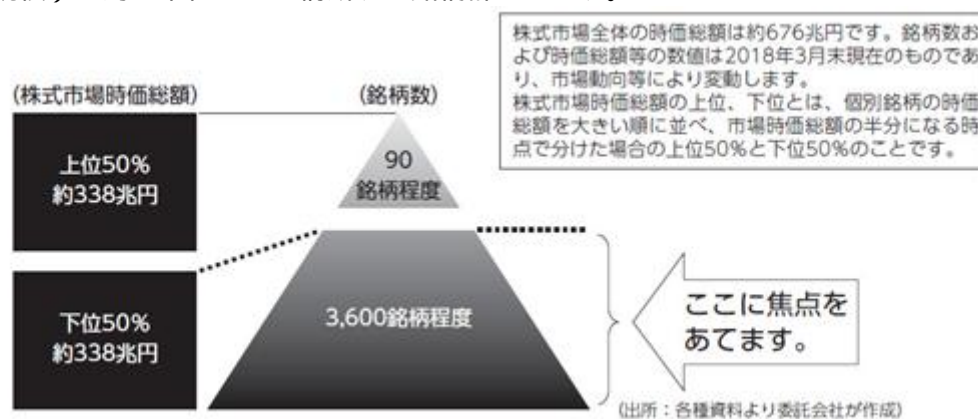 株式市場全体の時価総額は約676兆円です。銘柄数お
よび時価総額等の数値は2018年3月末現在のものであ
り、市場動向等により変動します。
株式市場時価総額の上位、下位とは、個別銘柄の時価
総額を大きい順に並べ、市場時価総額の半分になる時
点で分けた場合の上位50%と下位50%のことです。
(株式市場時価総額)
(銘柄数)
上位50%
約338兆円
90
銘柄程度
下位50%
約338兆円
3,600銘柄程度
ここに焦点を
あてます。
(出所:各種資料より委託会社が作成)